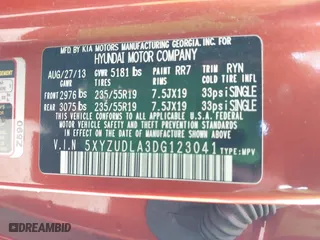 MFD BY KIA MOTORS MANUFACTURING GEORGIA, INC. FOR
HYUNDAI MOTOR COMPANY
AUG/27/13 GVWR 5181 lbs PAINT RR7 TRIM RYN
GAWR TIRES RIMS COLD TIRE INF. PR
FRONT 2976 lbs 235/55R19 7.5JX19 33psi SINGLE
REAR 3075 lbs 235/55R19 7.5JX19 33psi SINGLE
THIS VEHICLE CONFORMS TO ALL APPLICABLE
FEDERAL MOTOR VEHICLE SAFETY, BUMPER,
AND THEFT PREVENTION STANDARDS IN EFFECT
ON THE DATE OF MANUFACTURE SHOWN ABOVE.
V.I.N 5XYZUDLA3DG123041 TYPE: MPV